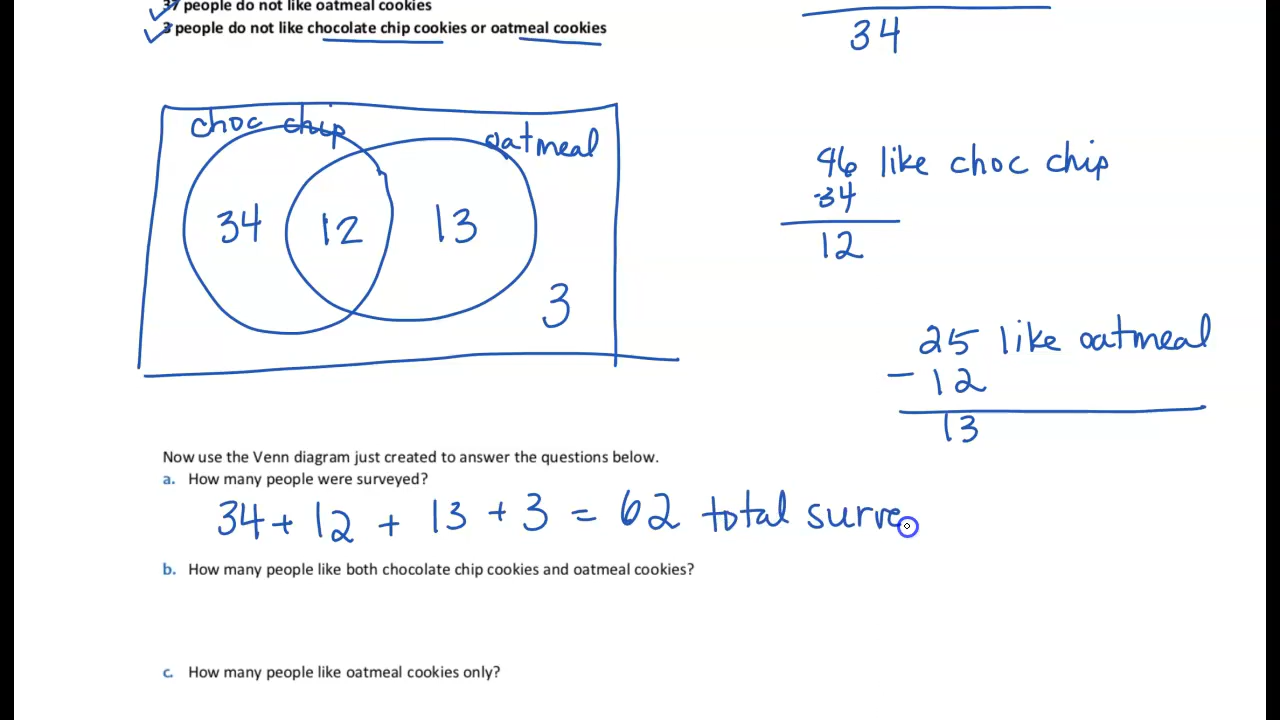 37 people do not like oatmeal cookies
3 people do not like chocolate chip cookies or oatmeal cookies
34
choc chip
oatmeal
34 12 13
3
46 like choc chip
-34
12
25 like oatmeal
- 12
13
Now use the Venn diagram just created to answer the questions below.
a. How many people were surveyed?
34 + 12 + 13 + 3 = 62 total surve
b. How many people like both chocolate chip cookies and oatmeal cookies?
c. How many people like oatmeal cookies only?